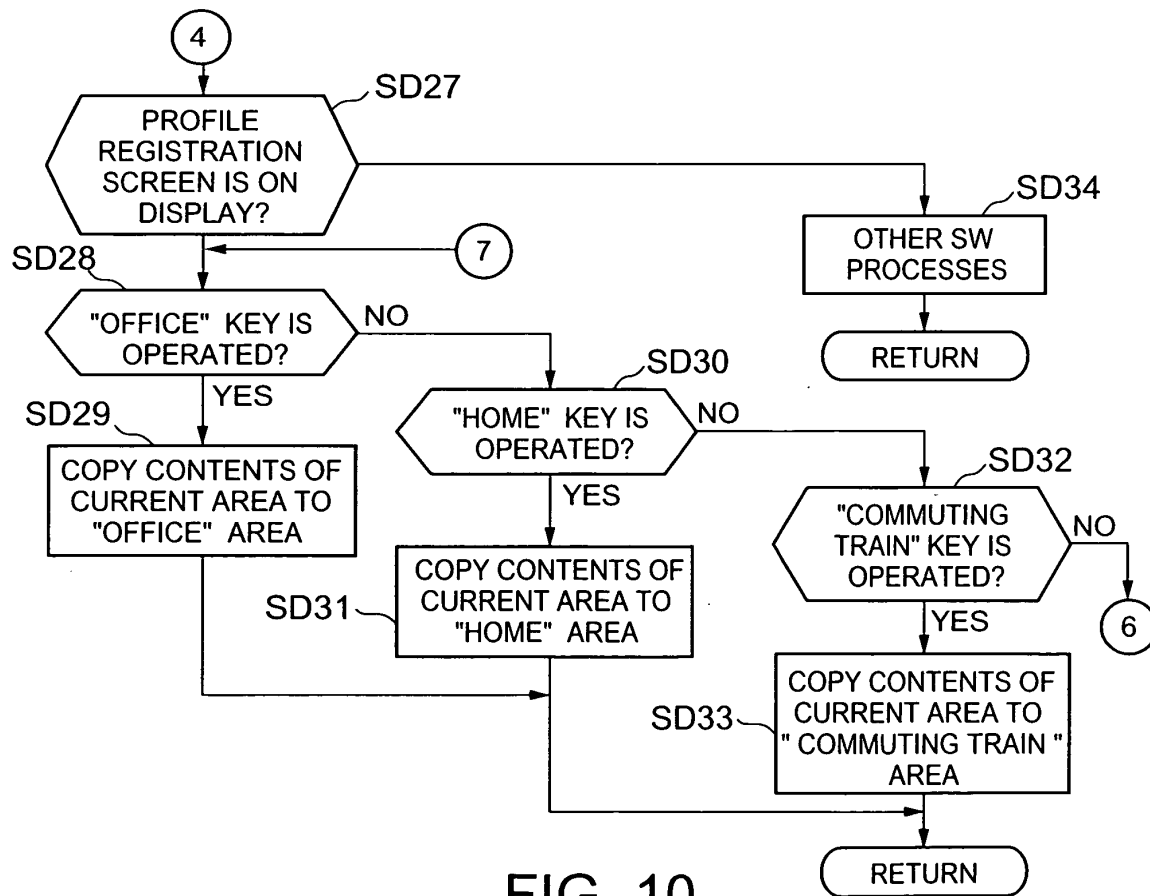 4
SD27
PROFILE
REGISTRATION
SCREEN IS ON
DISPLAY?
SD34
OTHER SW
PROCESSES
RETURN
7
SD28
"OFFICE" KEY IS
OPERATED?
NO
YES
SD30
"HOME" KEY IS
OPERATED?
NO
YES
SD29
COPY CONTENTS OF
CURRENT AREA TO
"OFFICE" AREA
SD32
"COMMUTING
TRAIN" KEY IS
OPERATED?
NO
YES
6
SD31
COPY CONTENTS OF
CURRENT AREA TO
"HOME" AREA
SD33
COPY CONTENTS OF
CURRENT AREA TO
" COMMUTING TRAIN "
AREA
RETURN
FIG. 10